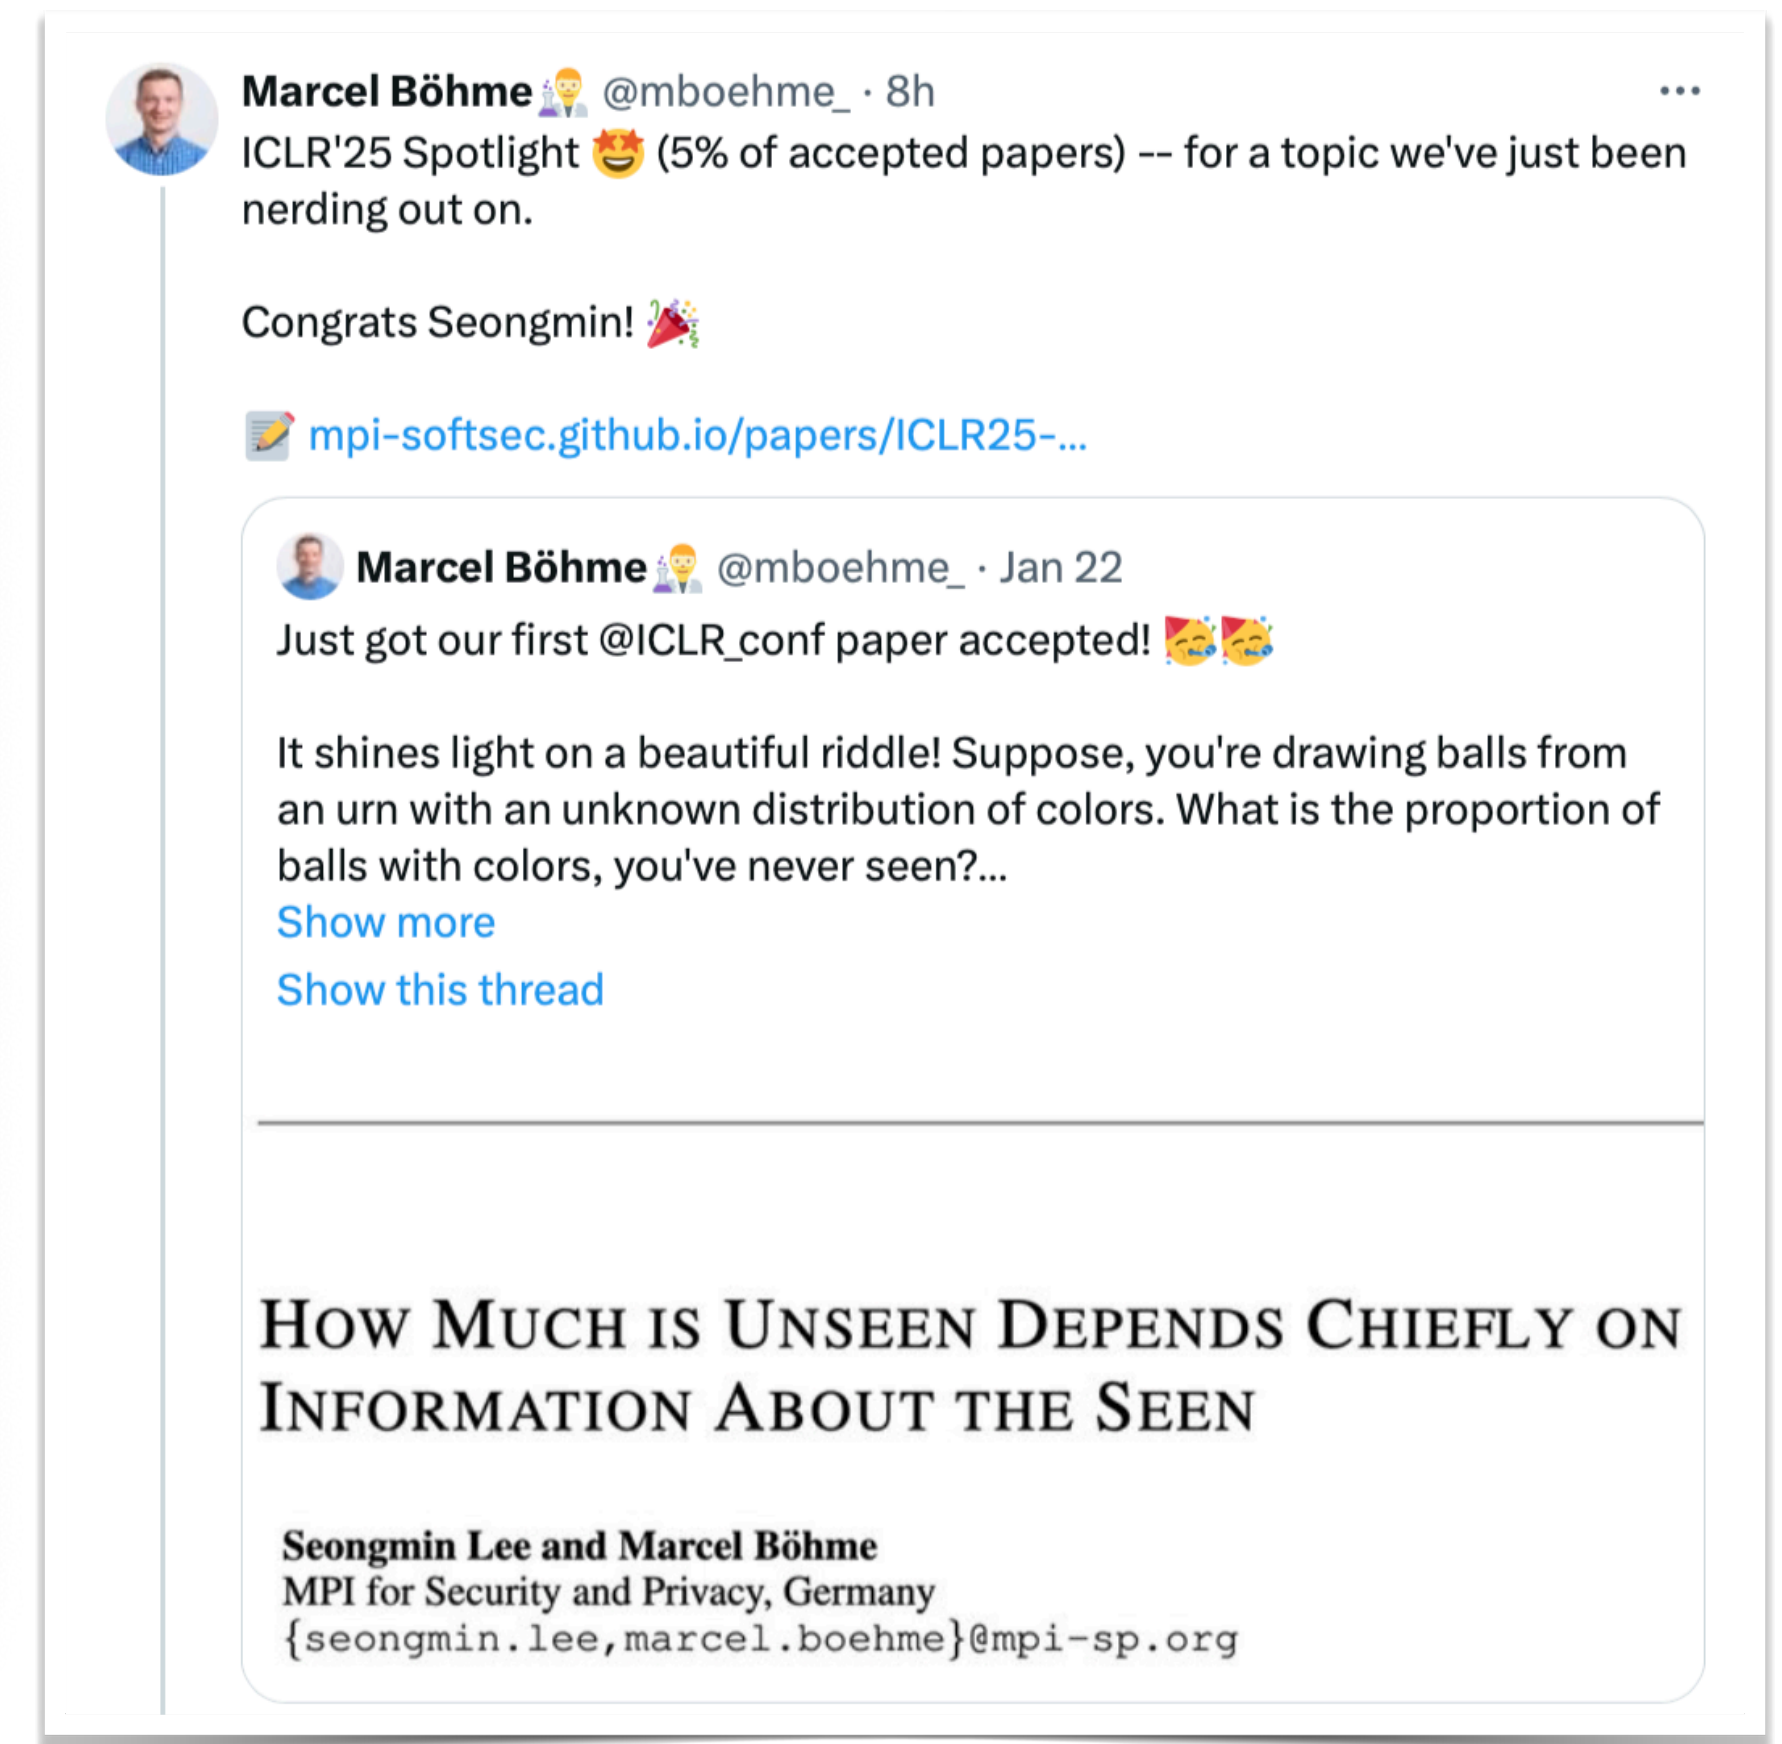 Marcel Böhme👨‍🔬 @mboehme_ · 8h
ICLR'25 Spotlight 🤩 (5% of accepted papers) -- for a topic we've just been
nerding out on.
Congrats Seongmin! 🎉
📝 mpi-softsec.github.io/papers/ICLR25-…
Marcel Böhme👨‍🔬 @mboehme_ · Jan 22
Just got our first @ICLR_conf paper accepted! 🥳🥳
It shines light on a beautiful riddle! Suppose, you're drawing balls from
an urn with an unknown distribution of colors. What is the proportion of
balls with colors, you've never seen?...
Show more
Show this thread
HOW MUCH IS UNSEEN DEPENDS CHIEFLY ON
INFORMATION ABOUT THE SEEN
Seongmin Lee and Marcel Böhme
MPI for Security and Privacy, Germany
{seongmin.lee,marcel.boehme}@mpi-sp.org